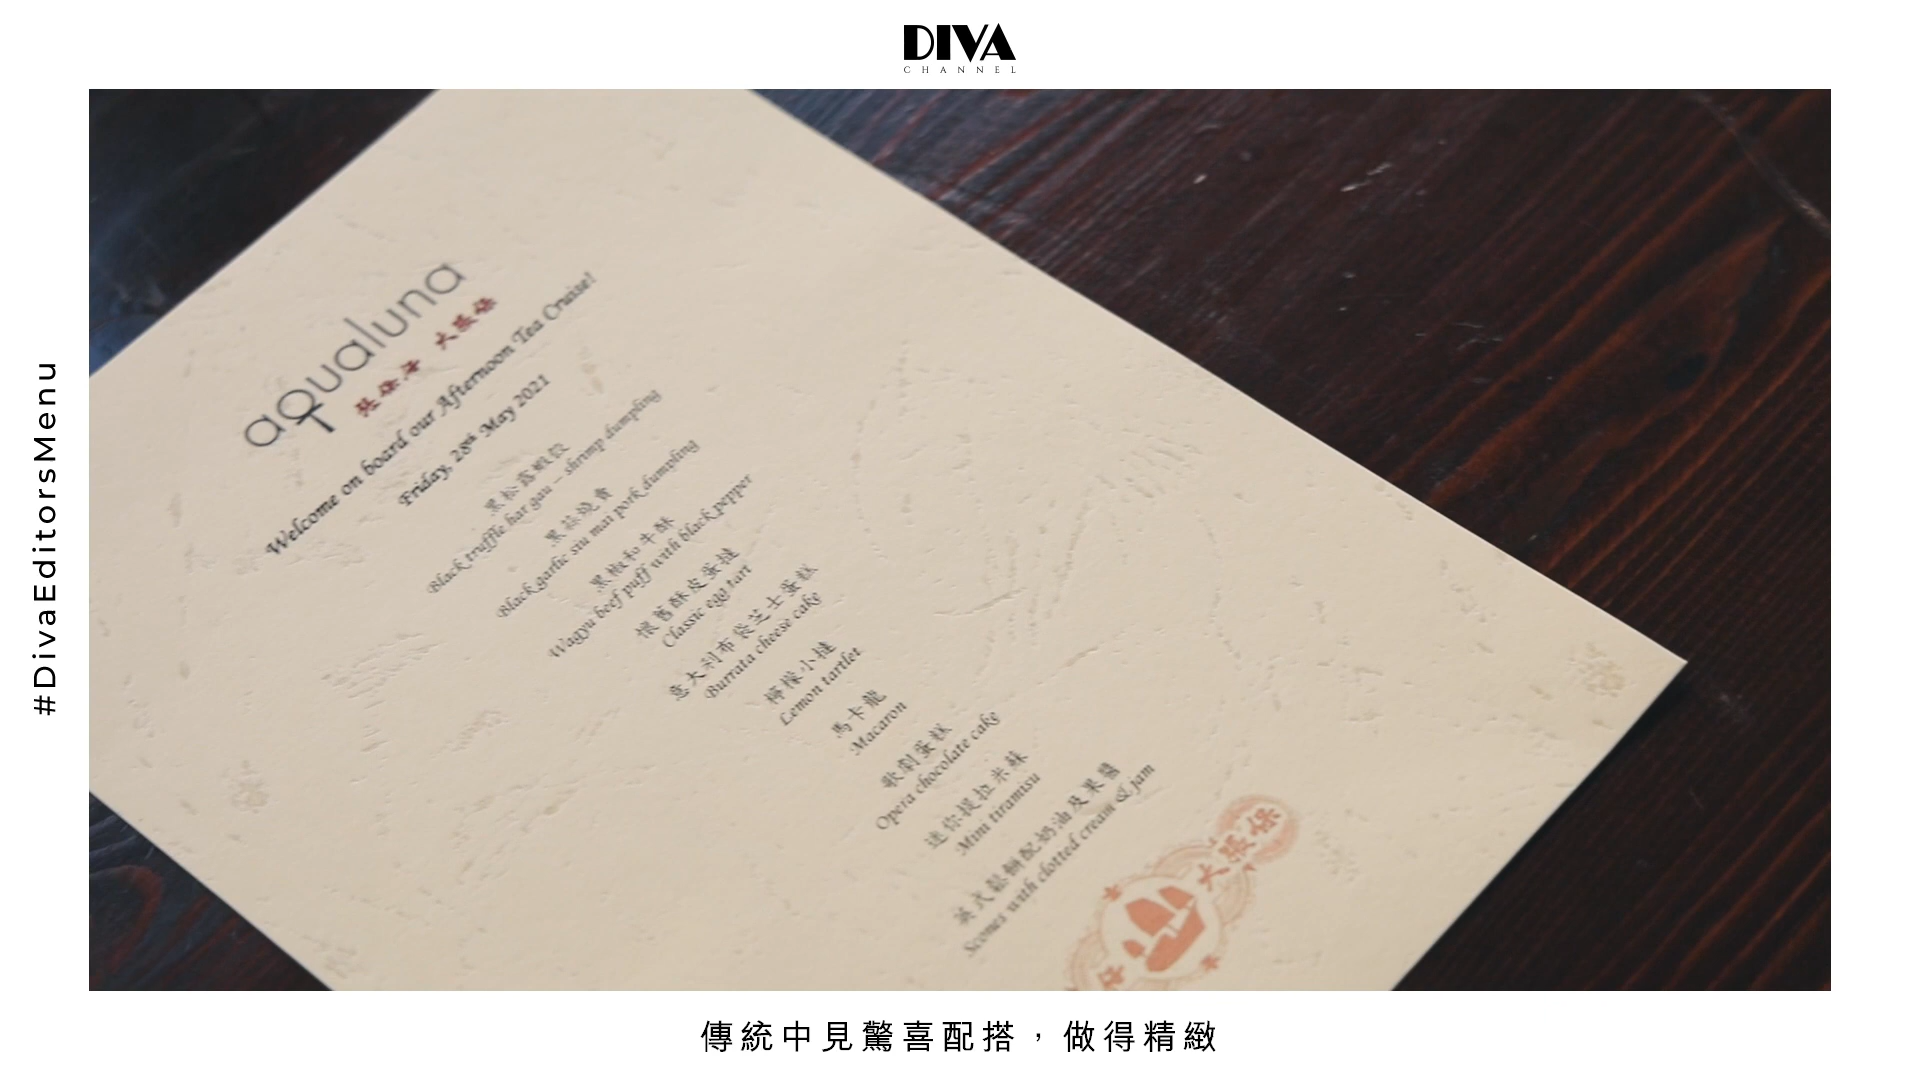 DIVA
CHANNEL
#DivaEditorsMenu
aqualuna
張保仔 大張保
Welcome on board our Afternoon Tea Cruise!
Friday, 28th May 2021
黑松露蝦餃
Black truffle har gau – shrimp dumpling
黑蒜燒賣
Black garlic siu mai pork dumpling
黑椒和牛酥
Wagyu beef puff with black pepper
懷舊酥皮蛋撻
Classic egg tart
意大利布袋芝士蛋糕
Burrata cheese cake
檸檬小撻
Lemon tartlet
馬卡龍
Macaron
歌劇蛋糕
Opera chocolate cake
迷你提拉米蘇
Mini tiramisu
英式鬆餅配奶油及果醬
Scones with clotted cream & jam
大張保
仔
傳統中見驚喜配搭，做得精緻